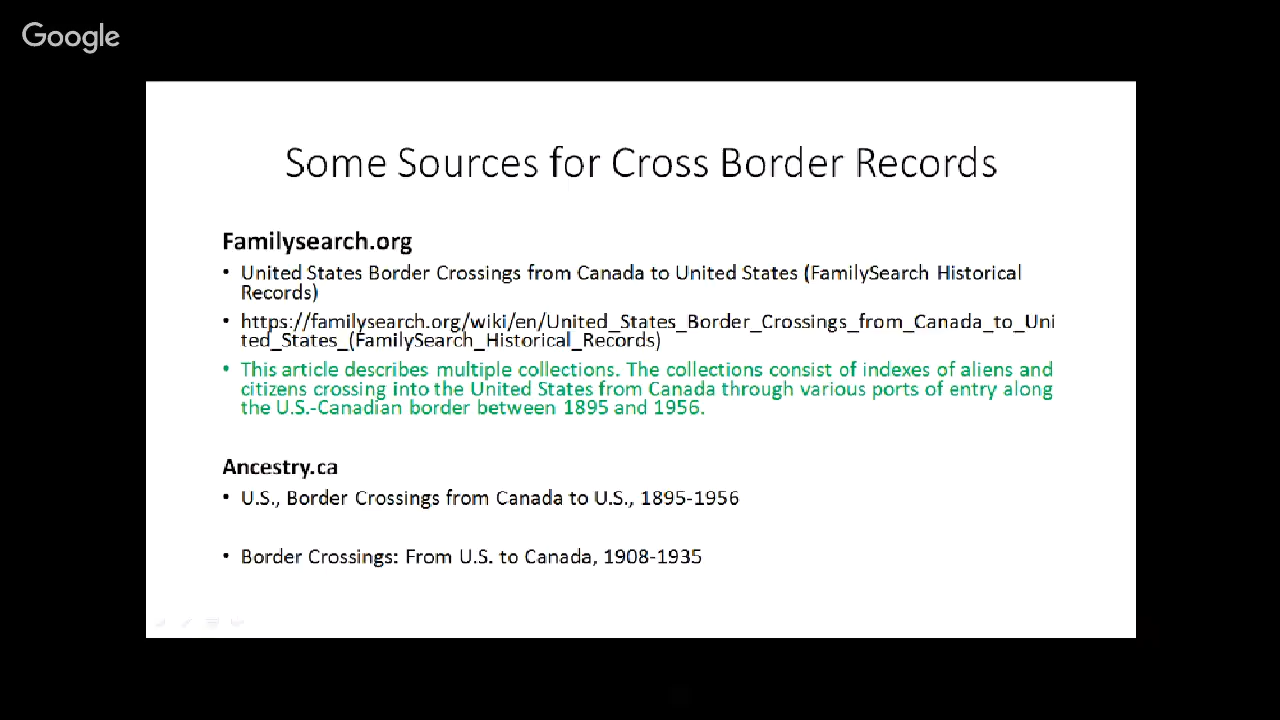 Google
Some Sources for Cross Border Records
Familysearch.org
• United States Border Crossings from Canada to United States (FamilySearch Historical
Records)
• https://familysearch.org/wiki/en/United_States_Border_Crossings_from_Canada_to_Uni
ted_States_(FamilySearch_Historical_Records)
• This article describes multiple collections. The collections consist of indexes of aliens and
citizens crossing into the United States from Canada through various ports of entry along
the U.S.-Canadian border between 1895 and 1956.
Ancestry.ca
• U.S., Border Crossings from Canada to U.S., 1895-1956
• Border Crossings: From U.S. to Canada, 1908-1935